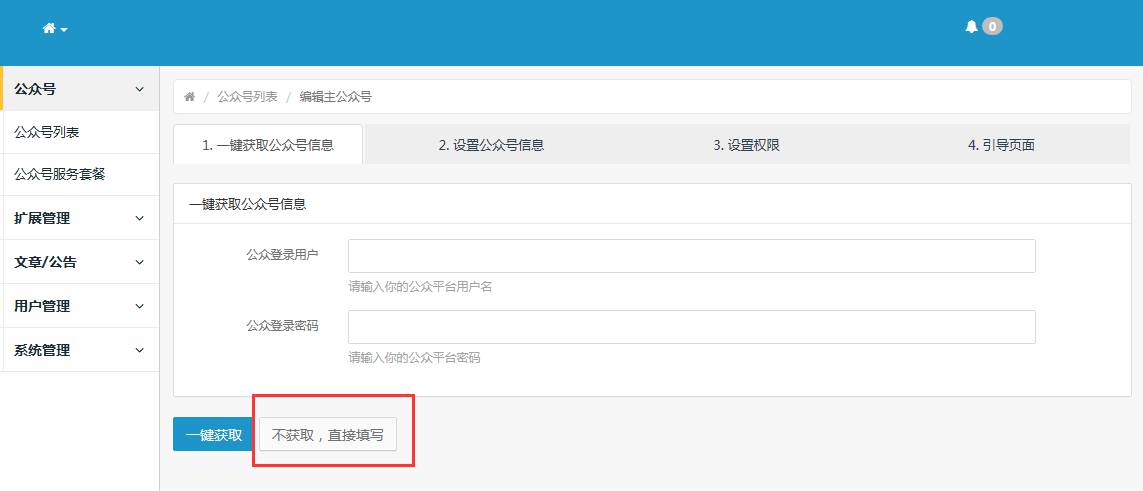 0
公众号
公众号列表
公众号服务套餐
扩展管理
文章/公告
用户管理
系统管理
/ 公众号列表 / 编辑主公众号
1. 一键获取公众号信息
2. 设置公众号信息
3. 设置权限
4. 引导页面
一键获取公众号信息
公众登录用户
请输入你的公众平台用户名
公众登录密码
请输入你的公众平台密码
一键获取
不获取，直接填写